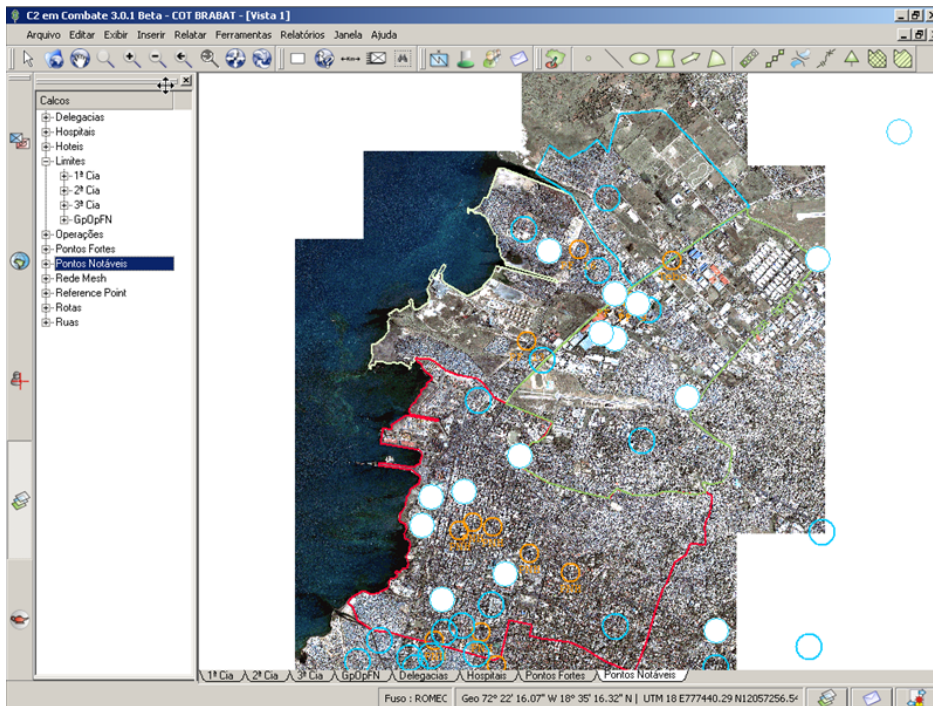 C2 em Combate 3.0.1 Beta - COT BRABAT - [Vista 1]
Arquivo Editar Exibir Inserir Relatar Ferramentas Relatórios Janela Ajuda
Calcos
Delegacias
Hospitais
Hoteis
Limites
1ª Cia
2ª Cia
3ª Cia
GpOpFN
Operações
Pontos Fortes
Pontos Notáveis
Rede Mesh
Reference Point
Rotas
Ruas
1ª Cia 2ª Cia 3ª Cia GpOpFN Delegacias Hospitais Pontos Fortes Pontos Notáveis
Fuso : ROMEC Geo 72° 22' 16.07" W 18° 35' 16.32" N | UTM 18 E777440.29 N12057256.54